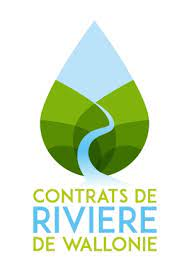 CONTRATS DE
RIVIERE
DE WALLONIE